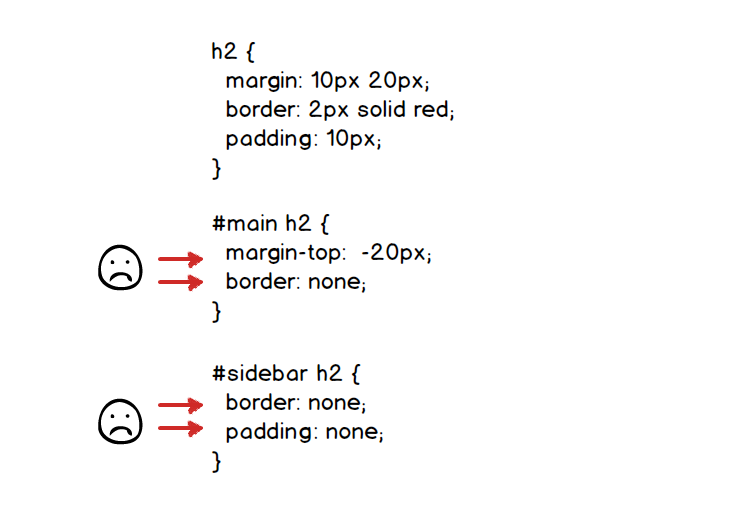 h2 {
margin: 10px 20px;
border: 2px solid red;
padding: 10px;
}
#main h2 {
margin-top: -20px;
border: none;
}
#sidebar h2 {
border: none;
padding: none;
}